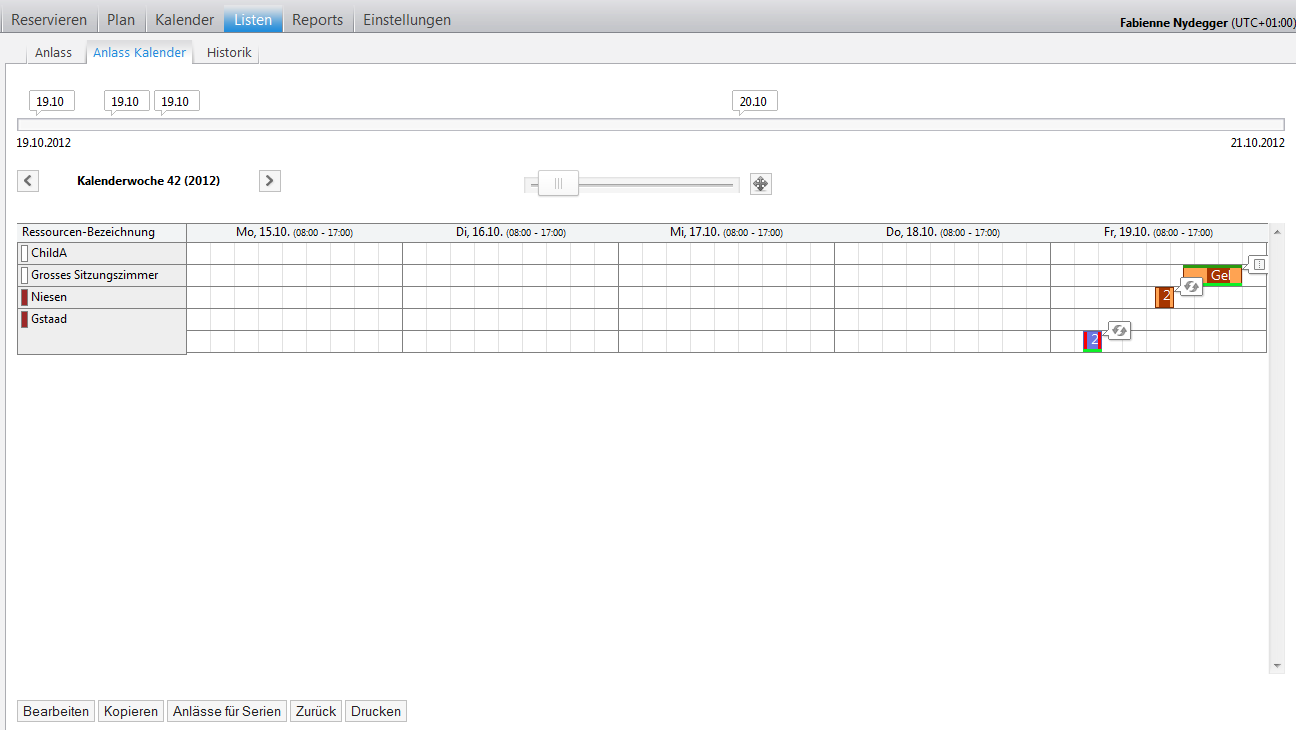 Reservieren Plan Kalender Listen Reports Einstellungen
Fabienne Nydegger (UTC+01:00)
Anlass Anlass Kalender Historik
19.10 19.10 19.10 20.10
19.10.2012 21.10.2012
Kalenderwoche 42 (2012)
Ressourcen-Bezeichnung Mo, 15.10. (08:00 - 17:00) Di, 16.10. (08:00 - 17:00) Mi, 17.10. (08:00 - 17:00) Do, 18.10. (08:00 - 17:00) Fr, 19.10. (08:00 - 17:00)
ChildA
Grosses Sitzungszimmer Gel
Niesen 2
Gstaad
2
Bearbeiten Kopieren Anlässe für Serien Zurück Drucken